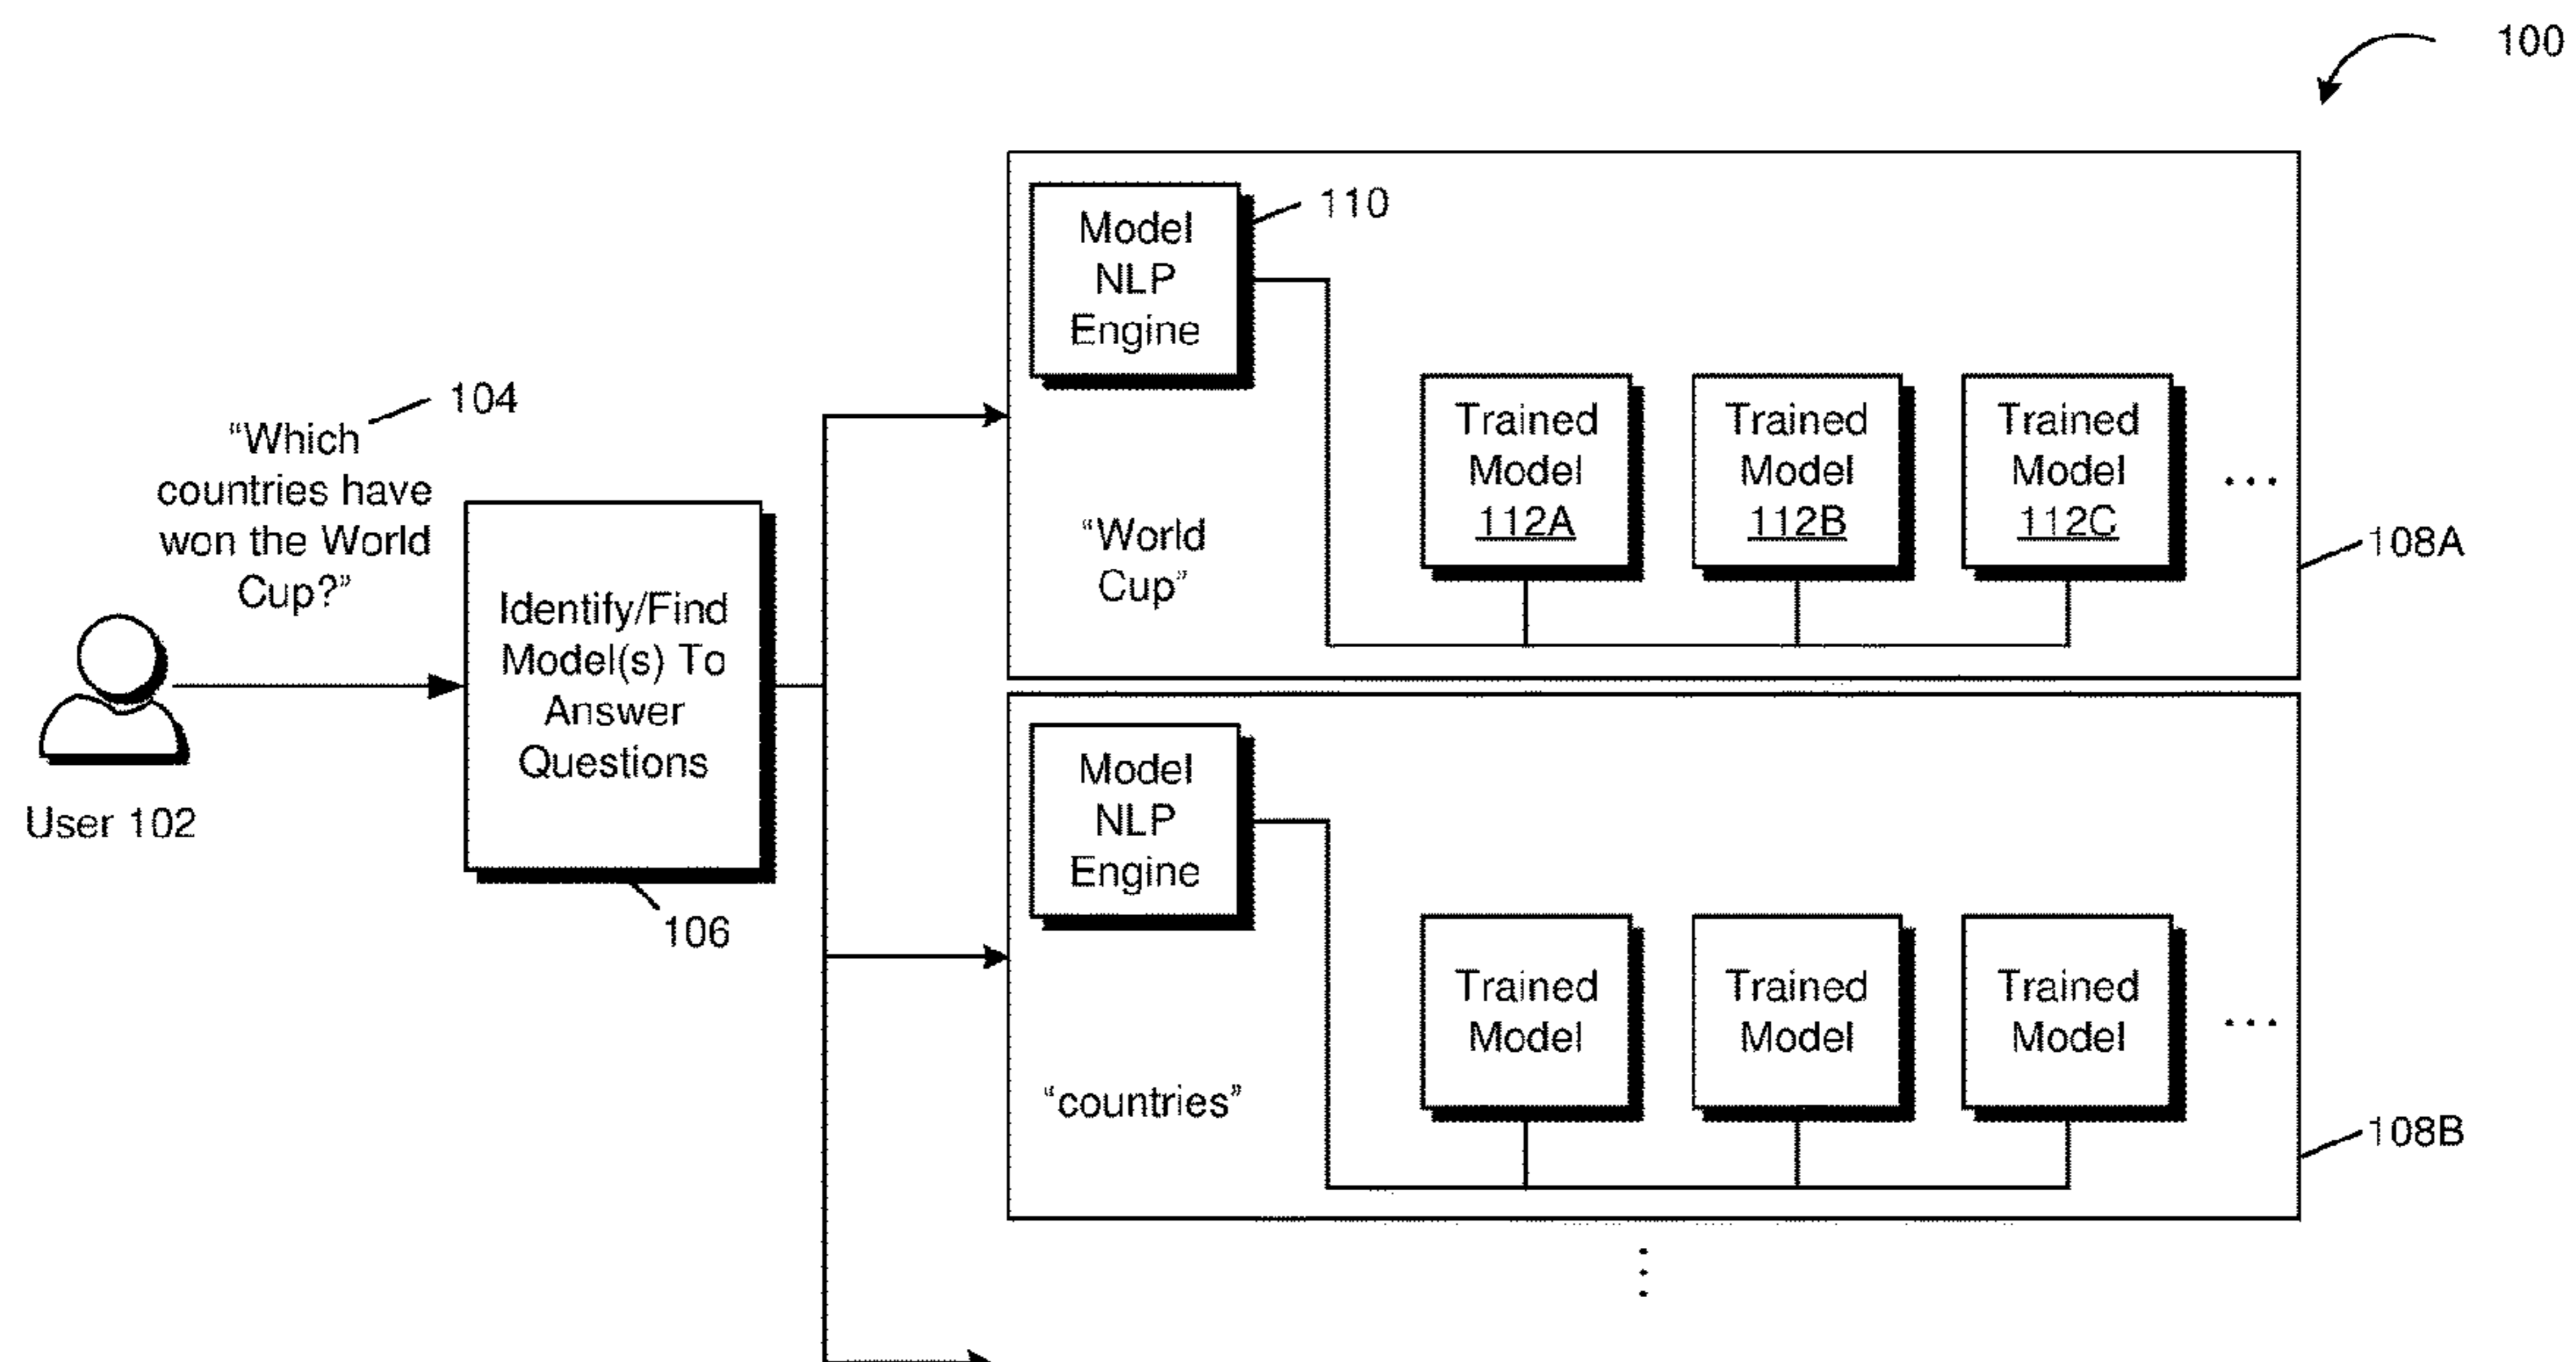 100
110
Model
NLP
Engine
104
“Which
countries have
won the World
Cup?”
Trained
Model
112A
Trained
Model
112B
Trained
Model
112C
...
“World
Cup”
108A
Identify/Find
Model(s) To
Answer
Questions
User 102
106
Model
NLP
Engine
Trained
Model
Trained
Model
Trained
Model
...
“countries”
108B